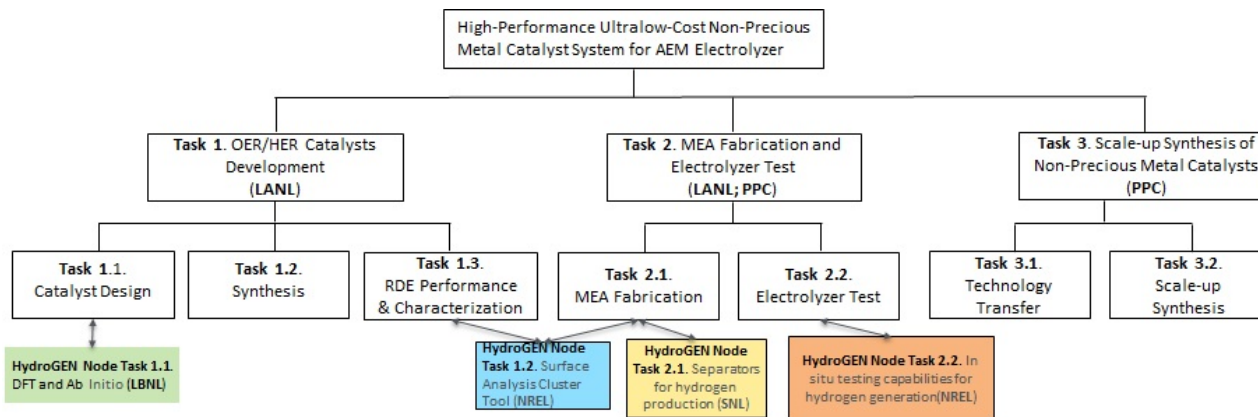 High-Performance Ultralow-Cost Non-Precious
Metal Catalyst System for AEM Electrolyzer
Task 1. OER/HER Catalysts
Development
(LANL)
Task 2. MEA Fabrication and
Electrolyzer Test
(LANL; PPC)
Task 3. Scale-up Synthesis of
Non-Precious Metal Catalysts
(PPC)
Task 1.1.
Catalyst Design
Task 1.2.
Synthesis
Task 1.3.
RDE Performance
& Characterization
Task 2.1.
MEA Fabrication
Task 2.2.
Electrolyzer Test
Task 3.1.
Technology
Transfer
Task 3.2.
Scale-up
Synthesis
HydroGEN Node Task 1.1.
DFT and Ab Initio (LBNL)
HydroGEN Node
Task 1.2. Surface
Analysis Cluster
Tool (NREL)
HydroGEN Node
Task 2.1. Separators
for hydrogen
production (SNL)
HydroGEN Node Task 2.2. In
situ testing capabilities for
hydrogen generation(NREL)